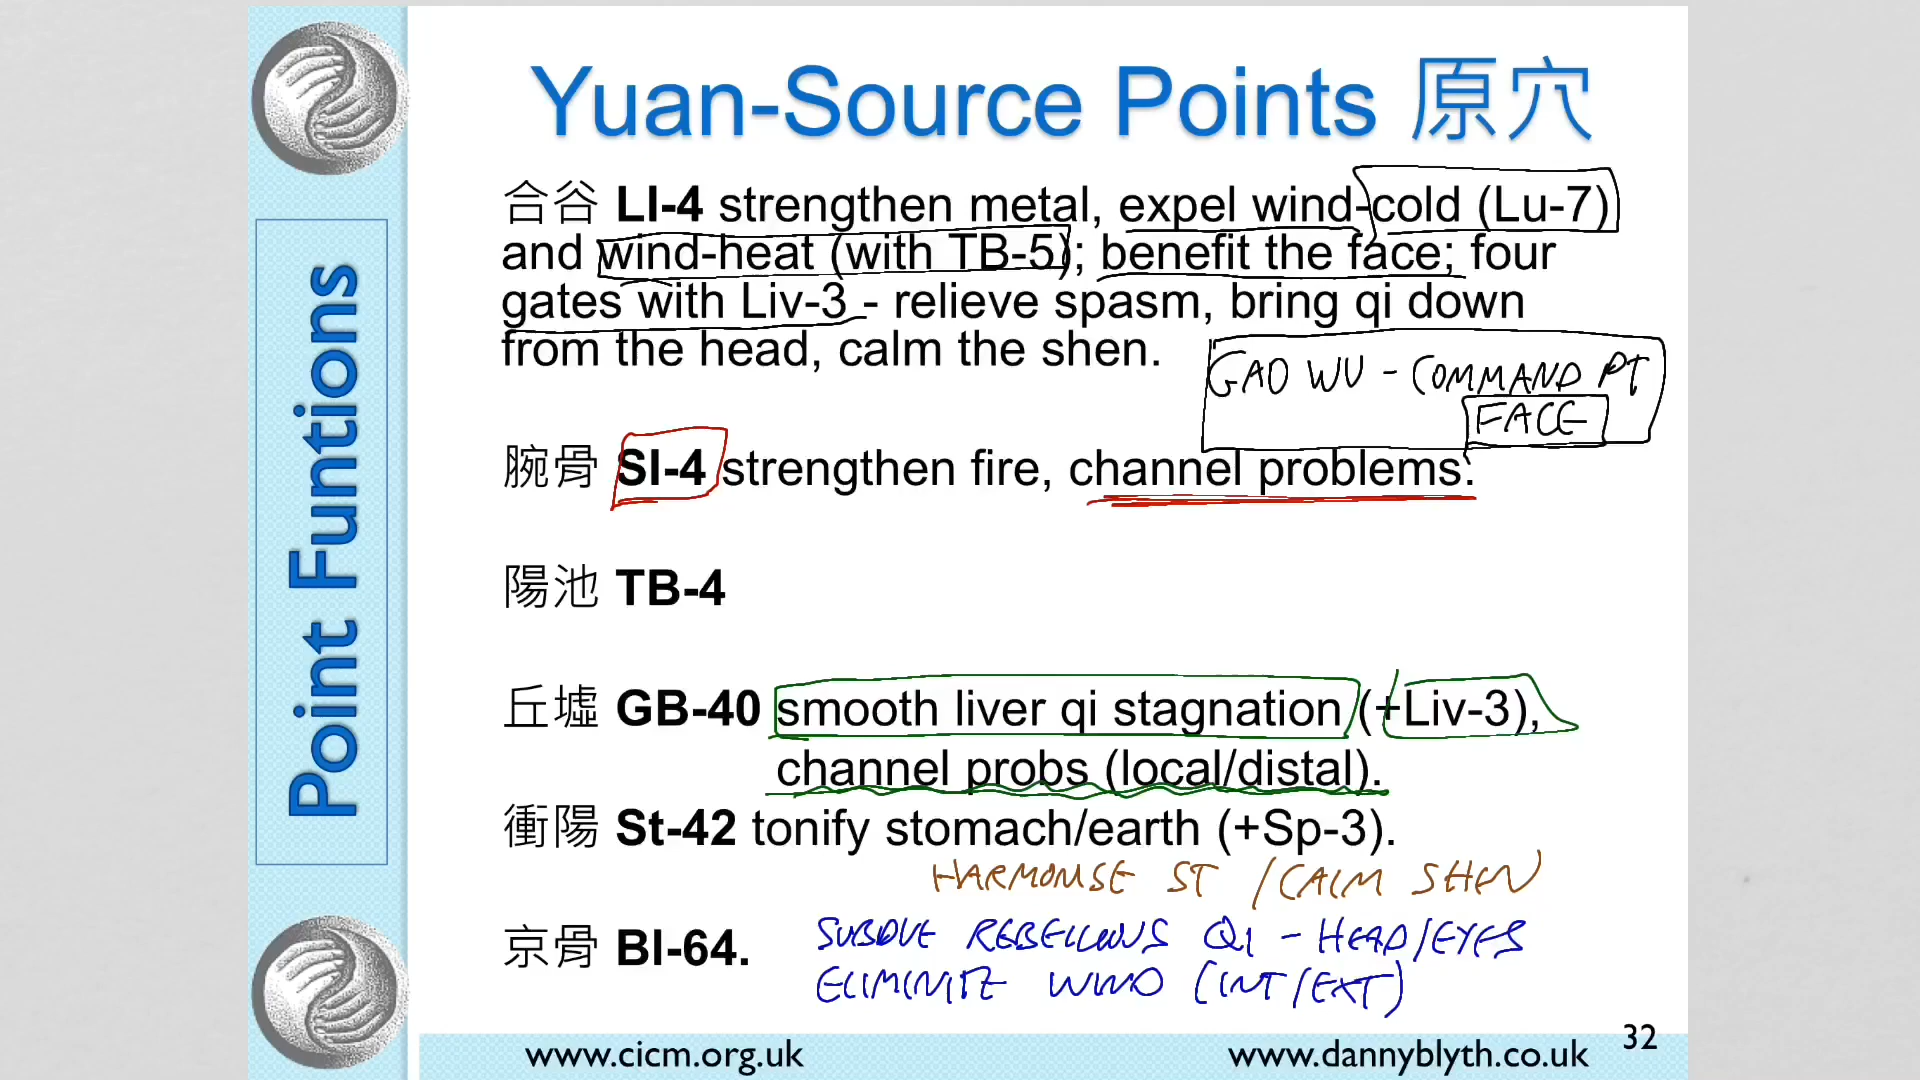 Yuan-Source Points 原穴
Point Funtions
合谷 LI-4 strengthen metal, expel wind-cold (Lu-7)
and wind-heat (with TB-5); benefit the face; four
gates with Liv-3 - relieve spasm, bring qi down
from the head, calm the shen.
GAO WU - COMMAND PT
FACE
腕骨 SI-4 strengthen fire, channel problems.
陽池 TB-4
丘墟 GB-40 smooth liver qi stagnation (+Liv-3),
channel probs (local/distal).
衝陽 St-42 tonify stomach/earth (+Sp-3).
HARMONISE ST / CALM SHEN
京骨 Bl-64.
SUBDUE REBELLIOUS QI - HEAD/EYES
ELIMINITE WIND (INT/EXT)
www.cicm.org.uk
www.dannyblyth.co.uk
32